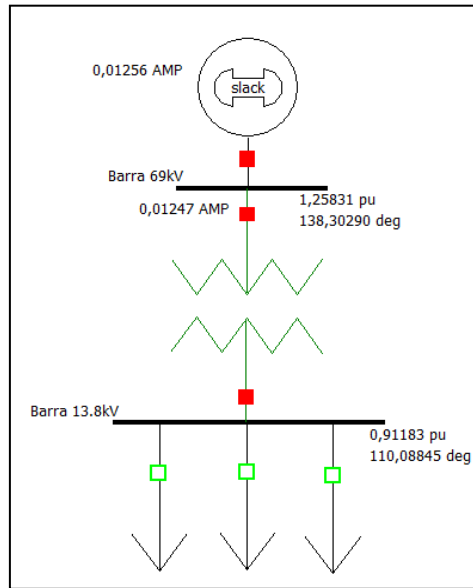 0,01256 AMP
slack
Barra 69kV
1,25831 pu
0,01247 AMP
138,30290 deg
Barra 13.8kV
0,91183 pu
110,08845 deg